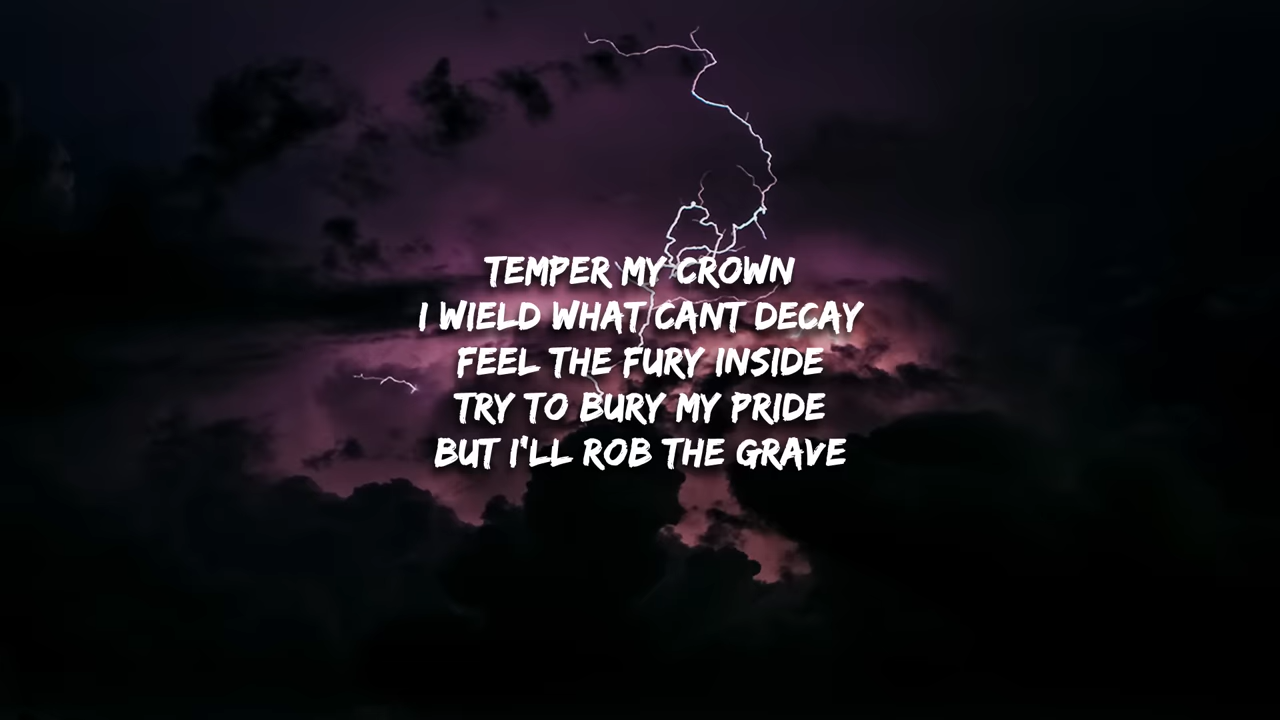 TEMPER MY CROWN
I WIELD WHAT CANT DECAY
FEEL THE FURY INSIDE
TRY TO BURY MY PRIDE
BUT I'LL ROB THE GRAVE